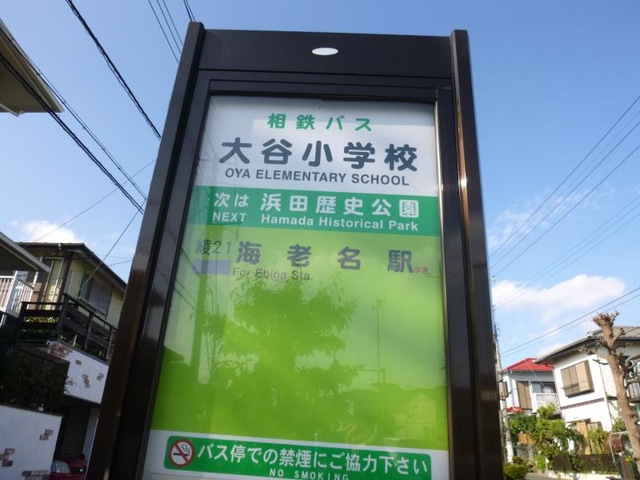 相鉄バス
大谷小学校
OYA ELEMENTARY SCHOOL
次は 浜田歴史公園
NEXT Hamada Historical Park
綾21 海老名駅ゆき
For Ebina Sta.
バス停での禁煙にご協力下さい
NO SMOKING